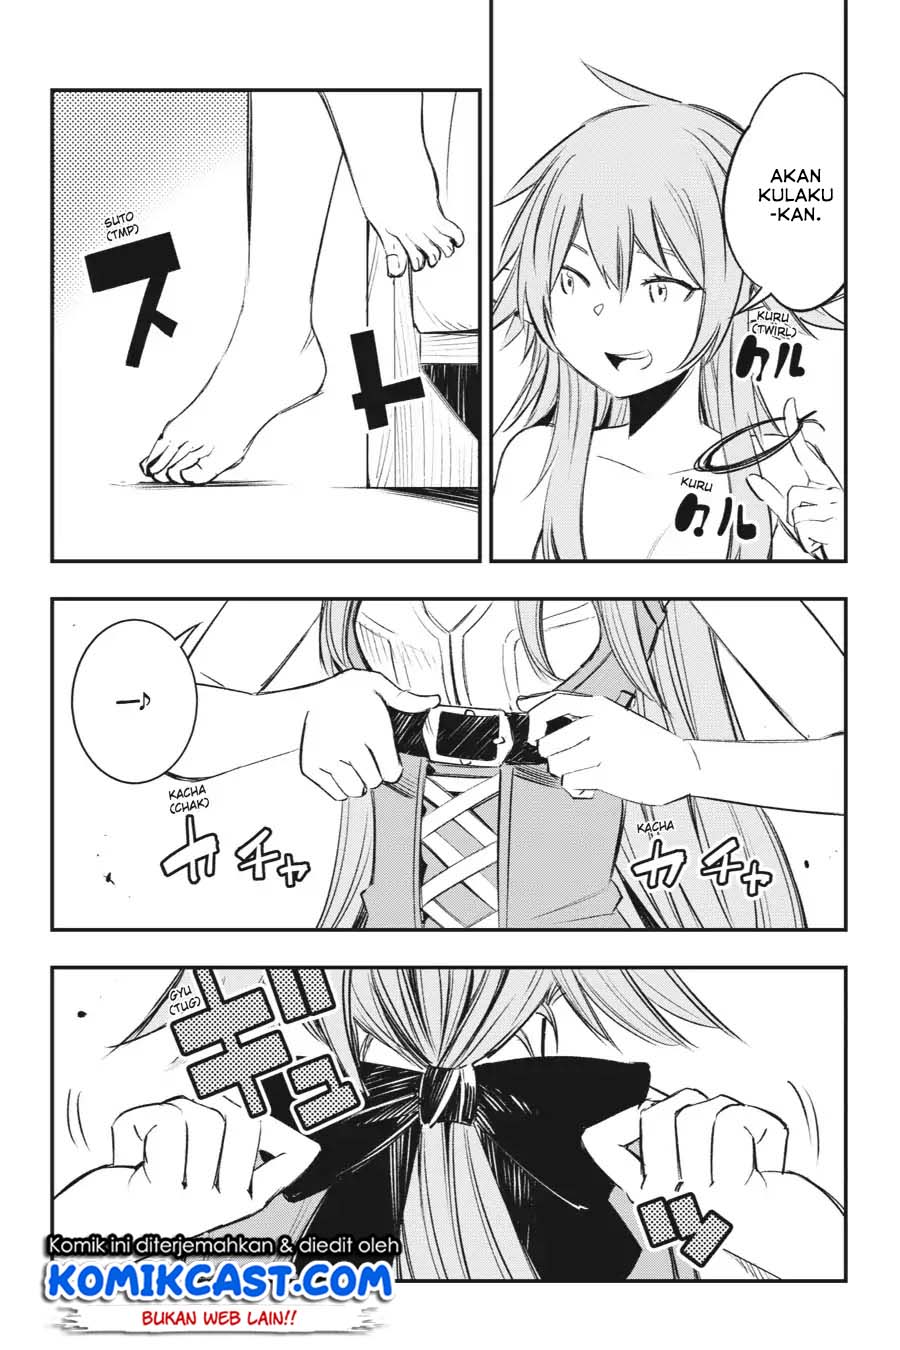 AKAN
KULAKU
-KAN.
KURU
(TWIRL)
クルル
KURU
クルル
SUTO
(TMP)
スト
—♪
KACHA
(CHAK)
カチャ
KACHA
カチャ
GYU
(TUG)
ギュッ
Komik ini diterjemahkan & diedit oleh
KOMIKCAST.COM
BUKAN WEB LAIN!!